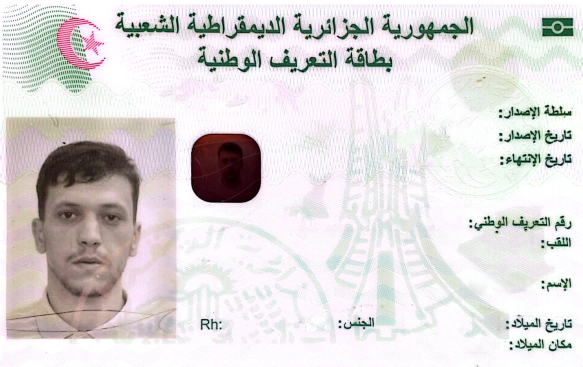 الجمهورية الجزائرية الديمقراطية الشعبية
بطاقة التعريف الوطنية
سلطة الإصدار:
تاريخ الإصدار:
تاريخ الإنتهاء:
رقم التعريف الوطني:
اللقب:
الإسم:
تاريخ الميلاد:
الجنس:
Rh:
مكان الميلاد: